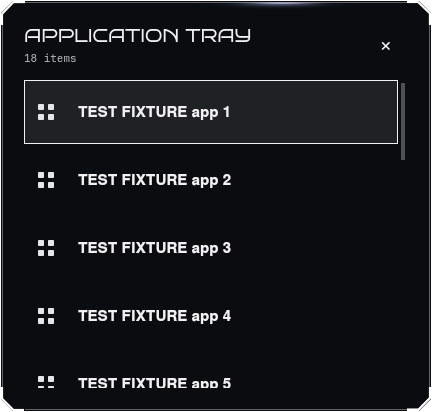 APPLICATION TRAY
18 items
×
TEST FIXTURE app 1
TEST FIXTURE app 2
TEST FIXTURE app 3
TEST FIXTURE app 4
TEST FIXTURE app 5